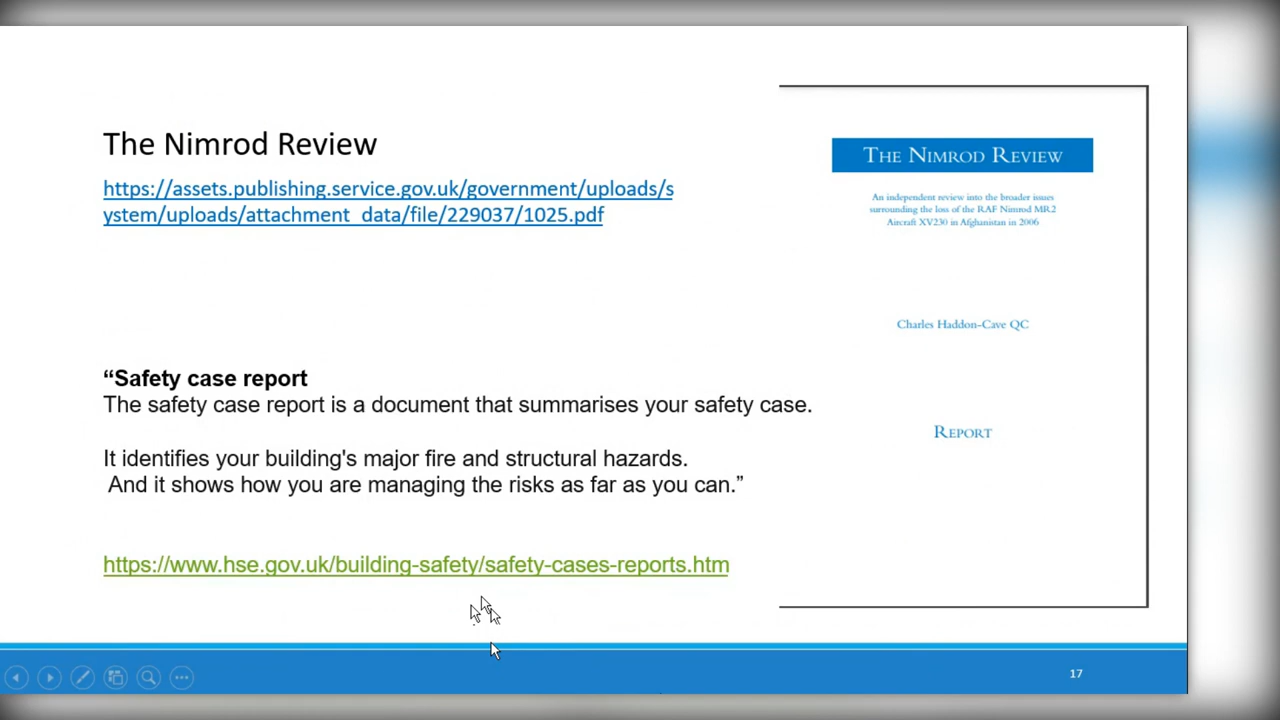 The Nimrod Review
https://assets.publishing.service.gov.uk/government/uploads/s
ystem/uploads/attachment_data/file/229037/1025.pdf
“Safety case report
The safety case report is a document that summarises your safety case.
It identifies your building's major fire and structural hazards.
And it shows how you are managing the risks as far as you can.”
https://www.hse.gov.uk/building-safety/safety-cases-reports.htm
THE NIMROD REVIEW
An independent review into the broader issues
surrounding the loss of the RAF Nimrod MR2
Aircraft XV230 in Afghanistan in 2006
Charles Haddon-Cave QC
REPORT
17